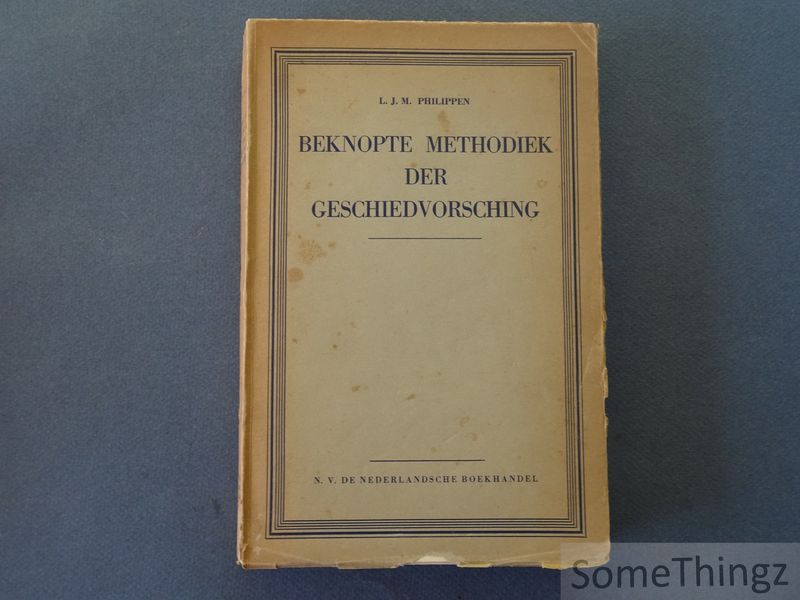 L. J. M. PHILIPPEN
BEKNOPTE METHODIEK
DER
GESCHIEDVORSCHING
N. V. DE NEDERLANDSCHE BOEKHANDEL
SomeThingz